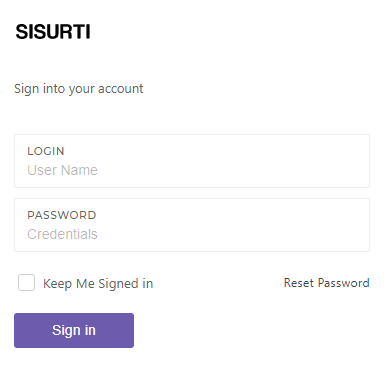 SISURTI
Sign into your account
LOGIN
User Name
PASSWORD
Credentials
Keep Me Signed in
Reset Password
Sign in